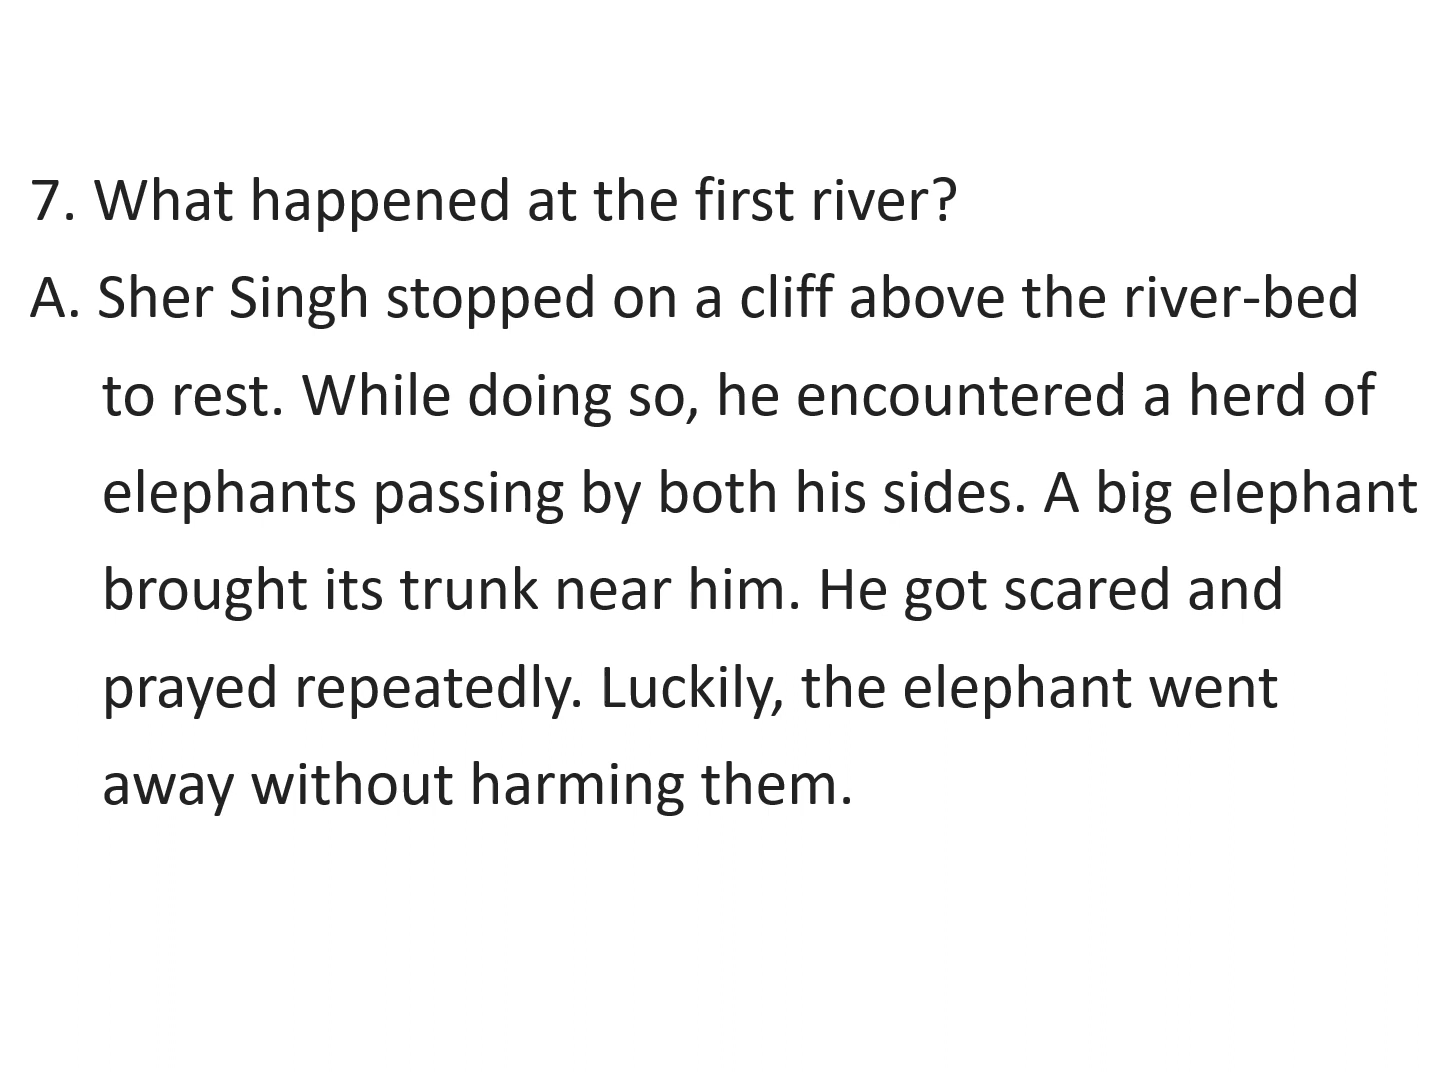 7. What happened at the first river?
A. Sher Singh stopped on a cliff above the river-bed
to rest. While doing so, he encountered a herd of
elephants passing by both his sides. A big elephant
brought its trunk near him. He got scared and
prayed repeatedly. Luckily, the elephant went
away without harming them.